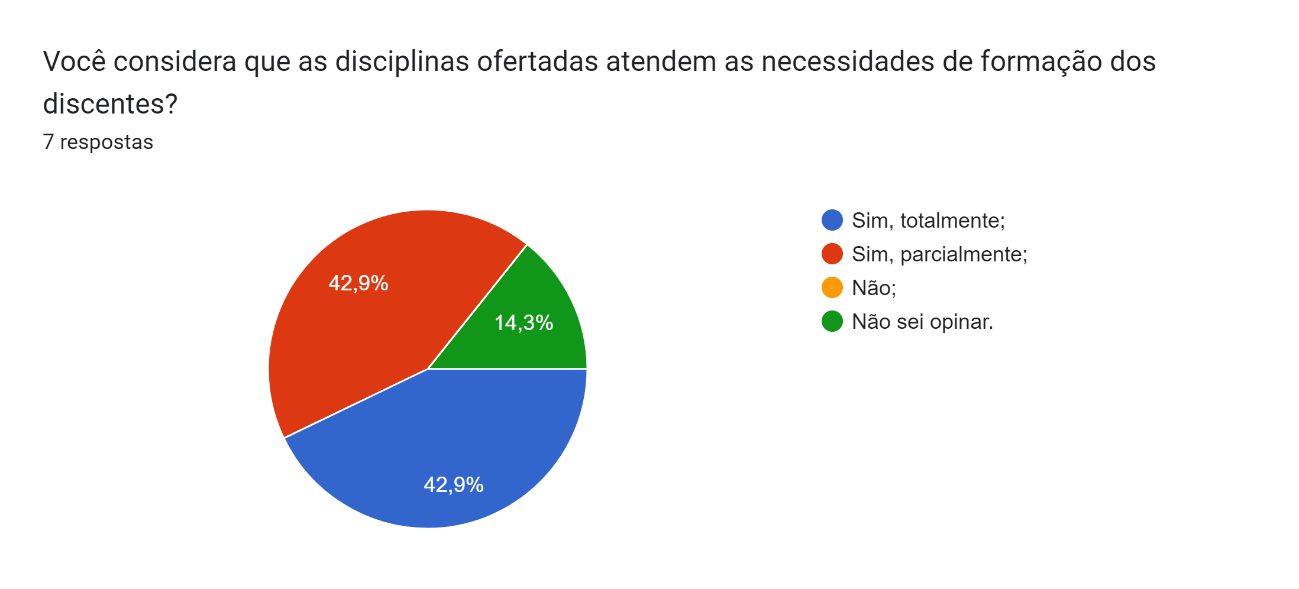 Você considera que as disciplinas ofertadas atendem as necessidades de formação dos
discentes?
7 respostas
42,9%
14,3%
42,9%
Sim, totalmente;
Sim, parcialmente;
Não;
Não sei opinar.